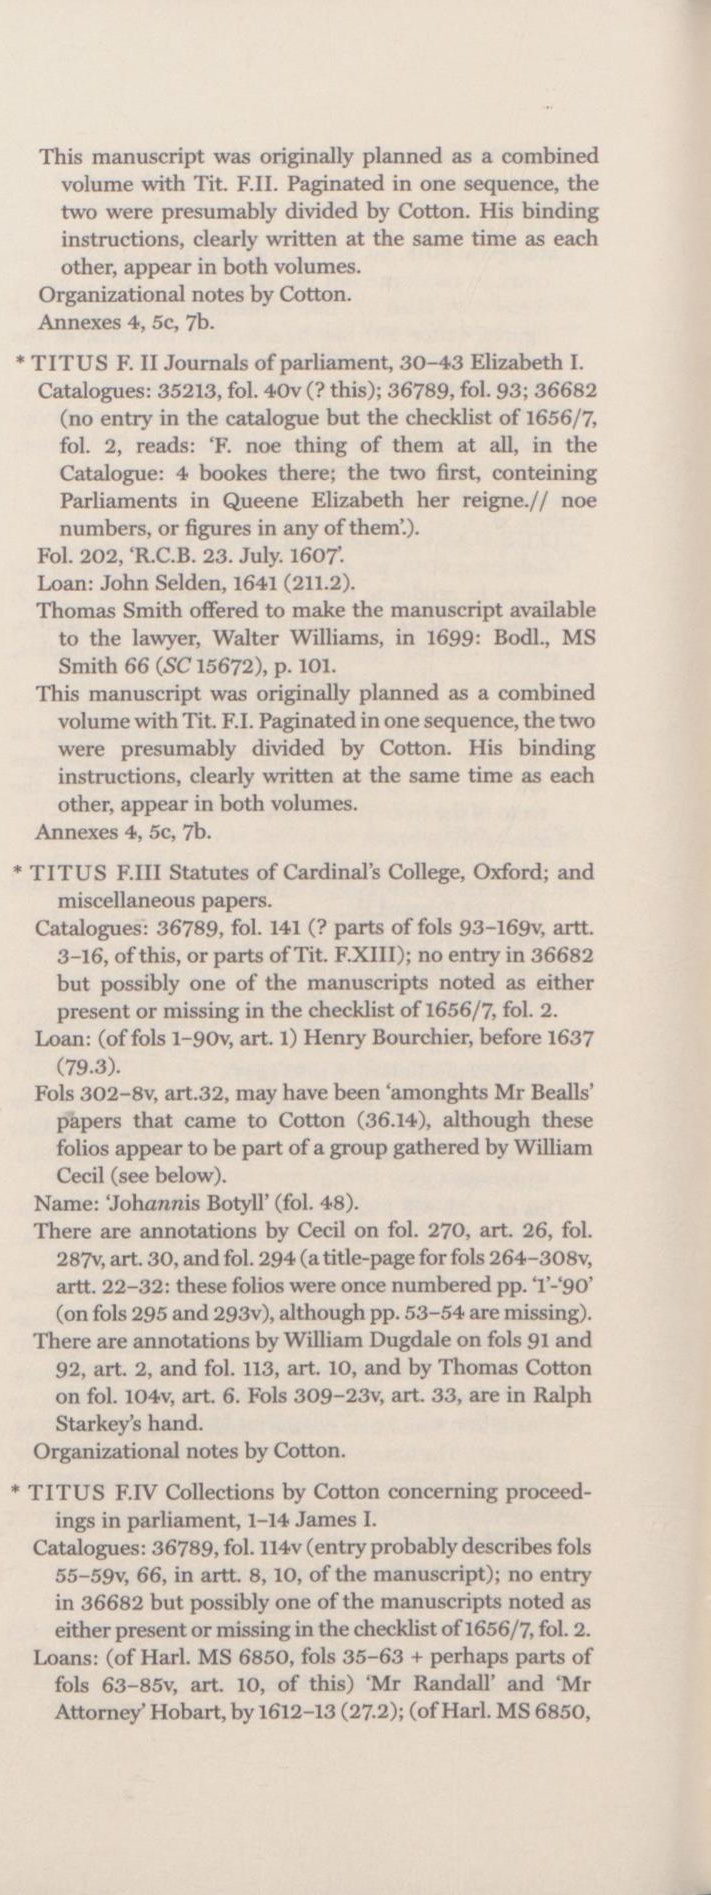 This manuscript was originally planned as a combined
volume with Tit. F.II. Paginated in one sequence, the
two were presumably divided by Cotton. His binding
instructions, clearly written at the same time as each
other, appear in both volumes.
Organizational notes by Cotton.
Annexes 4, 5c, 7b.
* TITUS F. II Journals of parliament, 30–43 Elizabeth I.
Catalogues: 35213, fol. 40v (? this); 36789, fol. 93; 36682
(no entry in the catalogue but the checklist of 1656/7,
fol. 2, reads: ‘F. noe thing of them at all, in the
Catalogue: 4 bookes there; the two first, conteining
Parliaments in Queene Elizabeth her reigne.// noe
numbers, or figures in any of them’.).
Fol. 202, ‘R.C.B. 23. July. 1607’.
Loan: John Selden, 1641 (211.2).
Thomas Smith offered to make the manuscript available
to the lawyer, Walter Williams, in 1699: Bodl., MS
Smith 66 (SC 15672), p. 101.
This manuscript was originally planned as a combined
volume with Tit. F.I. Paginated in one sequence, the two
were presumably divided by Cotton. His binding
instructions, clearly written at the same time as each
other, appear in both volumes.
Annexes 4, 5c, 7b.
* TITUS F.III Statutes of Cardinal’s College, Oxford; and
miscellaneous papers.
Catalogues: 36789, fol. 141 (? parts of fols 93–169v, artt.
3–16, of this, or parts of Tit. F.XIII); no entry in 36682
but possibly one of the manuscripts noted as either
present or missing in the checklist of 1656/7, fol. 2.
Loan: (of fols 1–90v, art. 1) Henry Bourchier, before 1637
(79.3).
Fols 302–8v, art.32, may have been ‘amonghts Mr Bealls’
papers that came to Cotton (36.14), although these
folios appear to be part of a group gathered by William
Cecil (see below).
Name: ‘Johannis Botyll’ (fol. 48).
There are annotations by Cecil on fol. 270, art. 26, fol.
287v, art. 30, and fol. 294 (a title-page for fols 264–308v,
artt. 22–32: these folios were once numbered pp. ‘1’-‘90’
(on fols 295 and 293v), although pp. 53–54 are missing).
There are annotations by William Dugdale on fols 91 and
92, art. 2, and fol. 113, art. 10, and by Thomas Cotton
on fol. 104v, art. 6. Fols 309–23v, art. 33, are in Ralph
Starkey’s hand.
Organizational notes by Cotton.
* TITUS F.IV Collections by Cotton concerning proceed-
ings in parliament, 1–14 James I.
Catalogues: 36789, fol. 114v (entry probably describes fols
55–59v, 66, in artt. 8, 10, of the manuscript); no entry
in 36682 but possibly one of the manuscripts noted as
either present or missing in the checklist of 1656/7, fol. 2.
Loans: (of Harl. MS 6850, fols 35–63 + perhaps parts of
fols 63–85v, art. 10, of this) ‘Mr Randall’ and ‘Mr
Attorney’ Hobart, by 1612–13 (27.2); (of Harl. MS 6850,